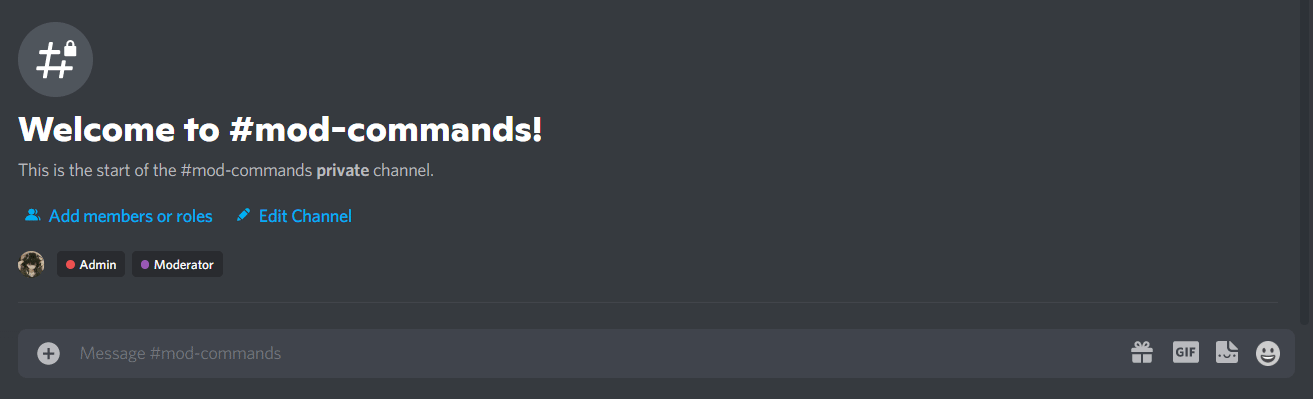 Welcome to #mod-commands!
This is the start of the #mod-commands private channel.
Add members or roles Edit Channel
Admin Moderator
Message #mod-commands GIF